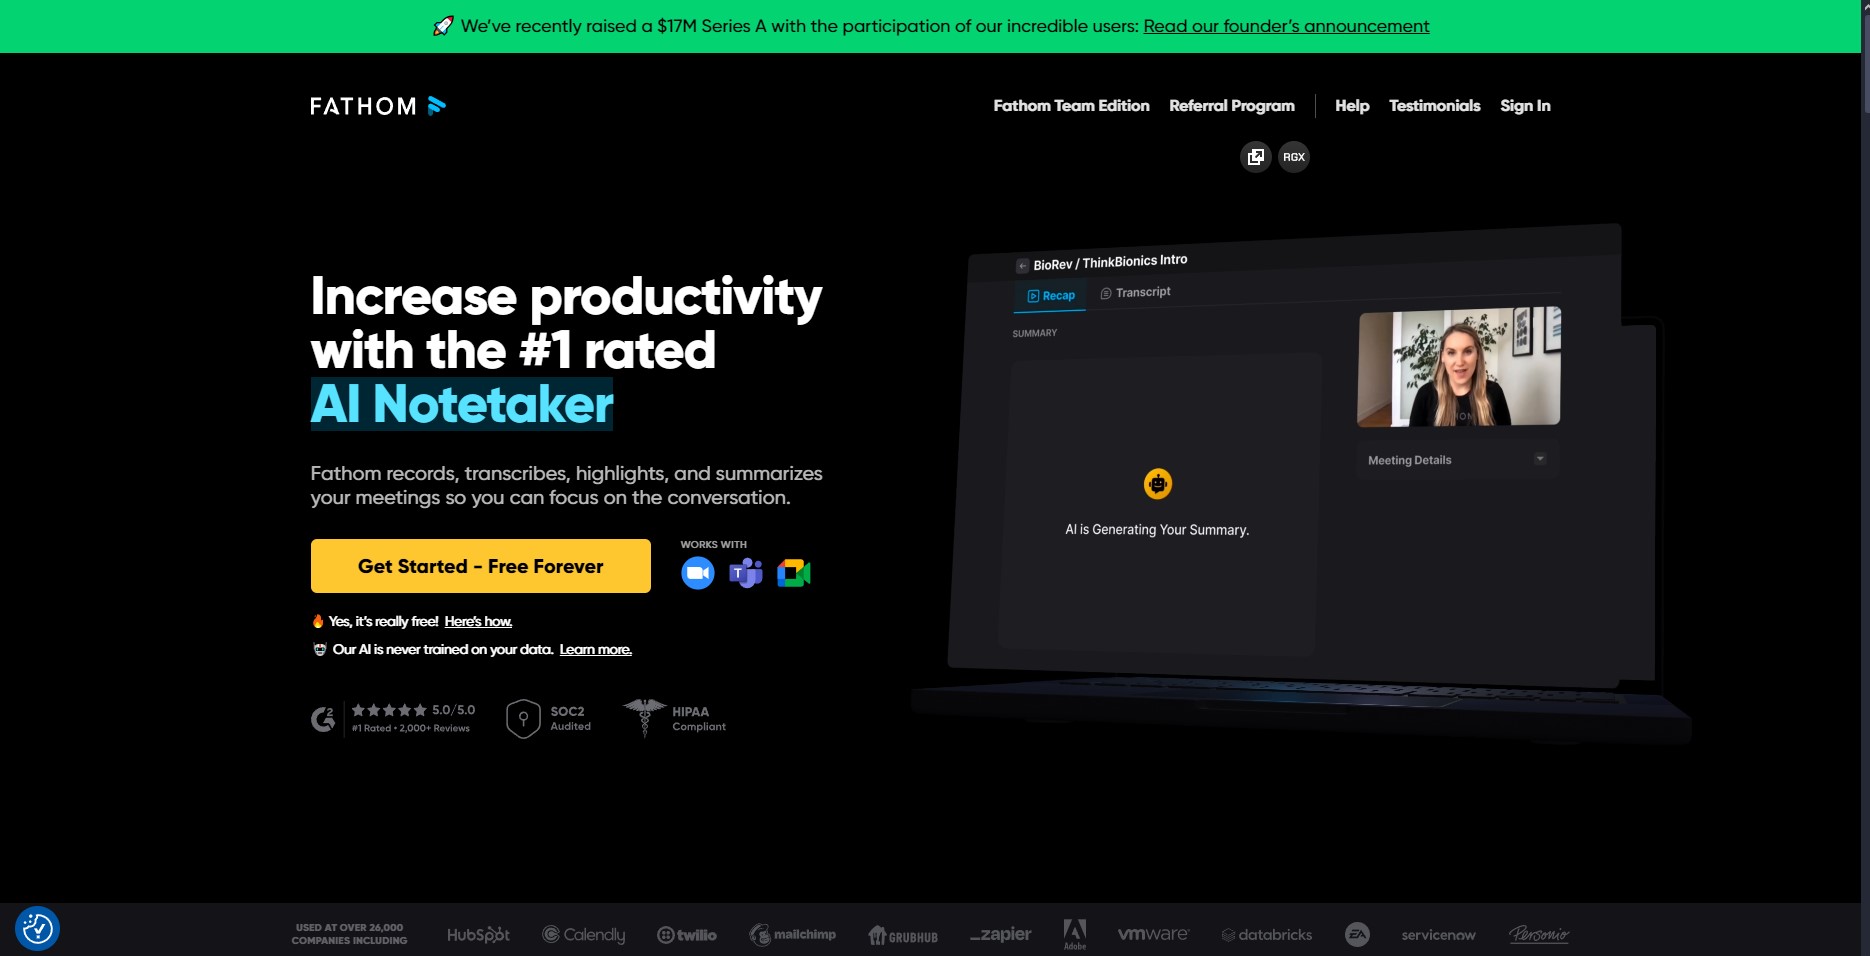 We've recently raised a $17M Series A with the participation of our incredible users: Read our founder's announcement
FATHOM
Fathom Team Edition Referral Program Help Testimonials Sign In
RGX
Increase productivity
with the #1 rated
AI Notetaker
Fathom records, transcribes, highlights, and summarizes
your meetings so you can focus on the conversation.
Get Started - Free Forever
WORKS WITH
T
Yes, it's really free! Here's how.
Our AI is never trained on your data. Learn more.
G2
5.0/5.0
#1 Rated • 2,000+ Reviews
SOC2
Audited
HIPAA
Compliant
BioRev / ThinkBionics Intro
Recap Transcript
SUMMARY
AI is Generating Your Summary.
Meeting Details
USED AT OVER 26,000
COMPANIES INCLUDING
HubSpot Calendly twilio mailchimp GRUBHUB _zapier Adobe vmware databricks EA servicenow Personio